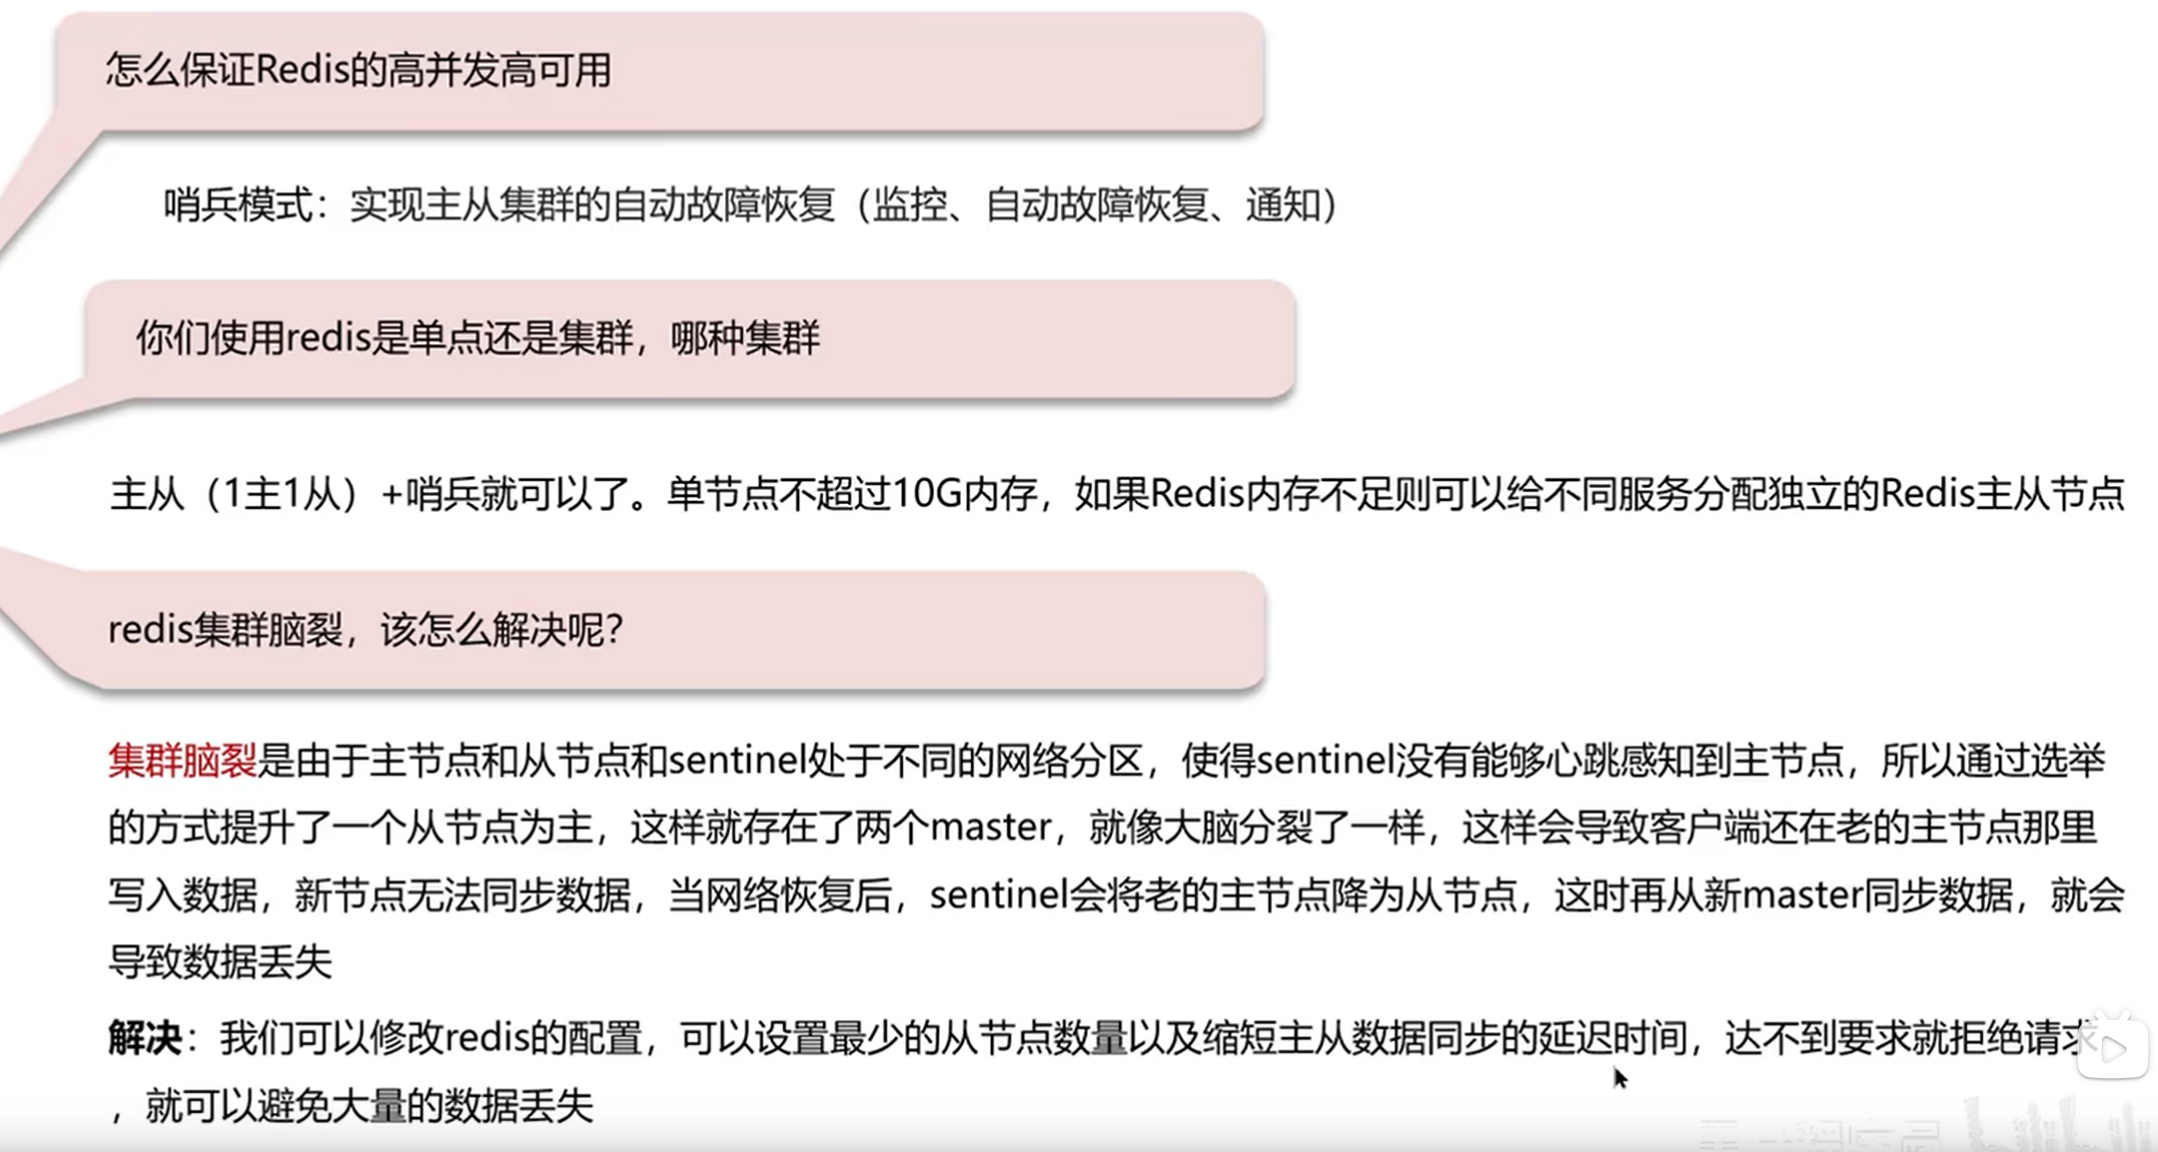 怎么保证Redis的高并发高可用
哨兵模式：实现主从集群的自动故障恢复（监控、自动故障恢复、通知）
你们使用redis是单点还是集群，哪种集群
主从（1主1从）+哨兵就可以了。单节点不超过10G内存，如果Redis内存不足则可以给不同服务分配独立的Redis主从节点
redis集群脑裂，该怎么解决呢？
集群脑裂是由于主节点和从节点和sentinel处于不同的网络分区，使得sentinel没有能够心跳感知到主节点，所以通过选举
的方式提升了一个从节点为主，这样就存在了两个master，就像大脑分裂了一样，这样会导致客户端还在老的主节点那里
写入数据，新节点无法同步数据，当网络恢复后，sentinel会将老的主节点降为从节点，这时再从新master同步数据，就会
导致数据丢失
解决：我们可以修改redis的配置，可以设置最少的从节点数量以及缩短主从数据同步的延迟时间，达不到要求就拒绝请求
，就可以避免大量的数据丢失